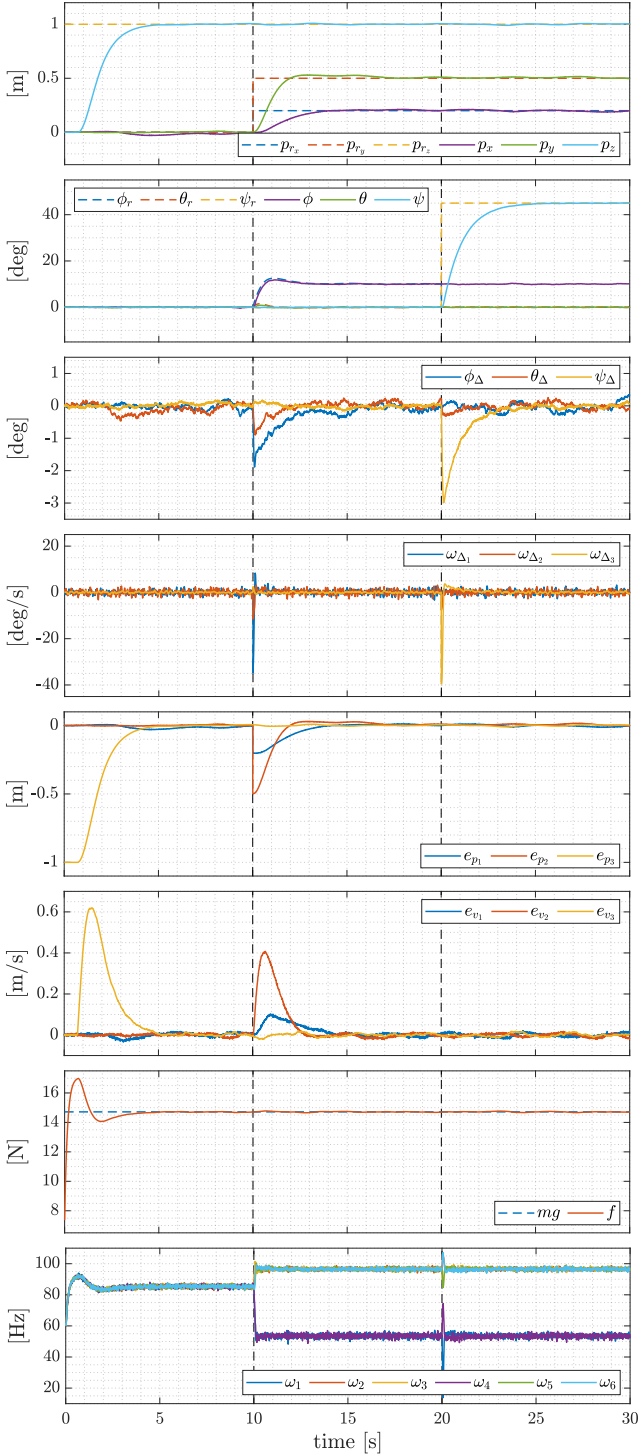 1
0.5
0
[m]
p_{r_x} p_{r_y} p_{r_z} p_x p_y p_z
φ_r θ_r ψ_r φ θ ψ
40
20
0
[deg]
φ_Δ θ_Δ ψ_Δ
1
0
-1
-2
-3
[deg]
ω_{Δ_1} ω_{Δ_2} ω_{Δ_3}
20
0
-20
-40
[deg/s]
0
-0.5
-1
[m]
e_{p_1} e_{p_2} e_{p_3}
e_{v_1} e_{v_2} e_{v_3}
0.6
0.4
0.2
0
[m/s]
16
14
12
10
8
[N]
mg f
100
80
60
40
20
[Hz]
ω_1 ω_2 ω_3 ω_4 ω_5 ω_6
0 5 10 15 20 25 30
time [s]